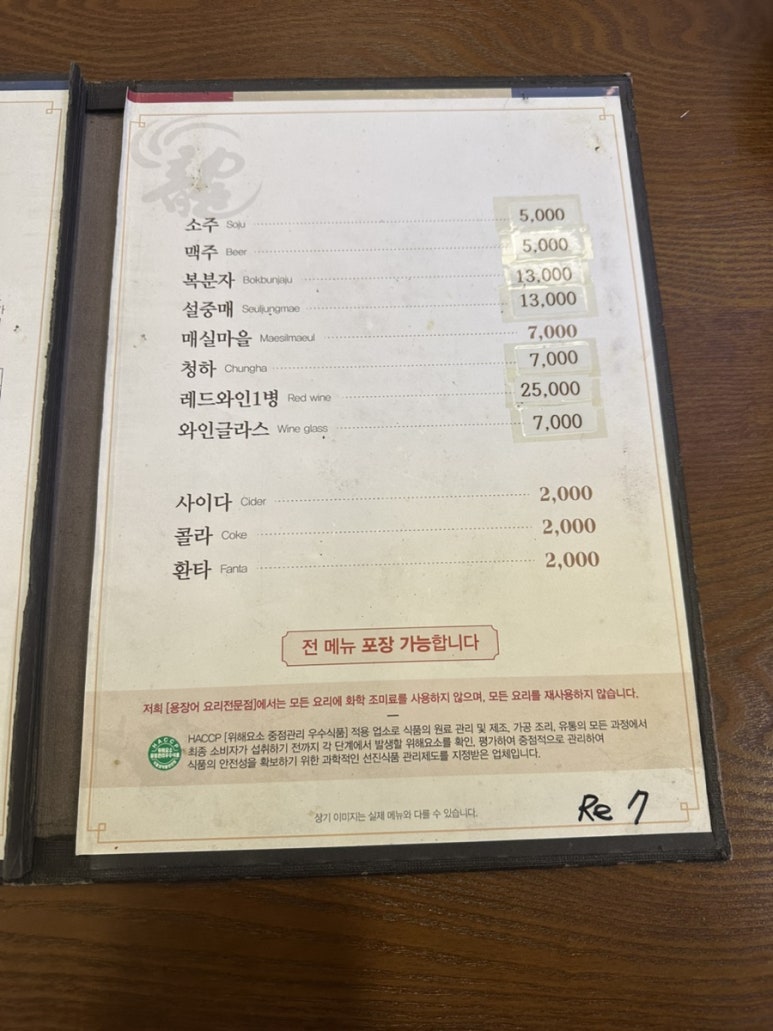 龍
소주 Soju 5,000
맥주 Beer 5,000
복분자 Bokbunjaju 13,000
설중매 Seuljungmae 13,000
매실마을 Maesilmaeul 7,000
청하 Chungha 7,000
레드와인1병 Red wine 25,000
와인글라스 Wine glass 7,000
사이다 Cider 2,000
콜라 Coke 2,000
환타 Fanta 2,000
전 메뉴 포장 가능합니다
저희 [용장어 요리전문점]에서는 모든 요리에 화학 조미료를 사용하지 않으며, 모든 요리를 재사용하지 않습니다.
HACCP
HACCP [위해요소 중점관리 우수식품] 적용 업소로 식품의 원료 관리 및 제조, 가공 조리, 유통의 모든 과정에서
최종 소비자가 섭취하기 전까지 각 단계에서 발생할 위해요소를 확인, 평가하여 중점적으로 관리하여
식품의 안전성을 확보하기 위한 과학적인 선진식품 관리제도를 지정받은 업체입니다.
상기 이미지는 실제 메뉴와 다를 수 있습니다.
Re 7